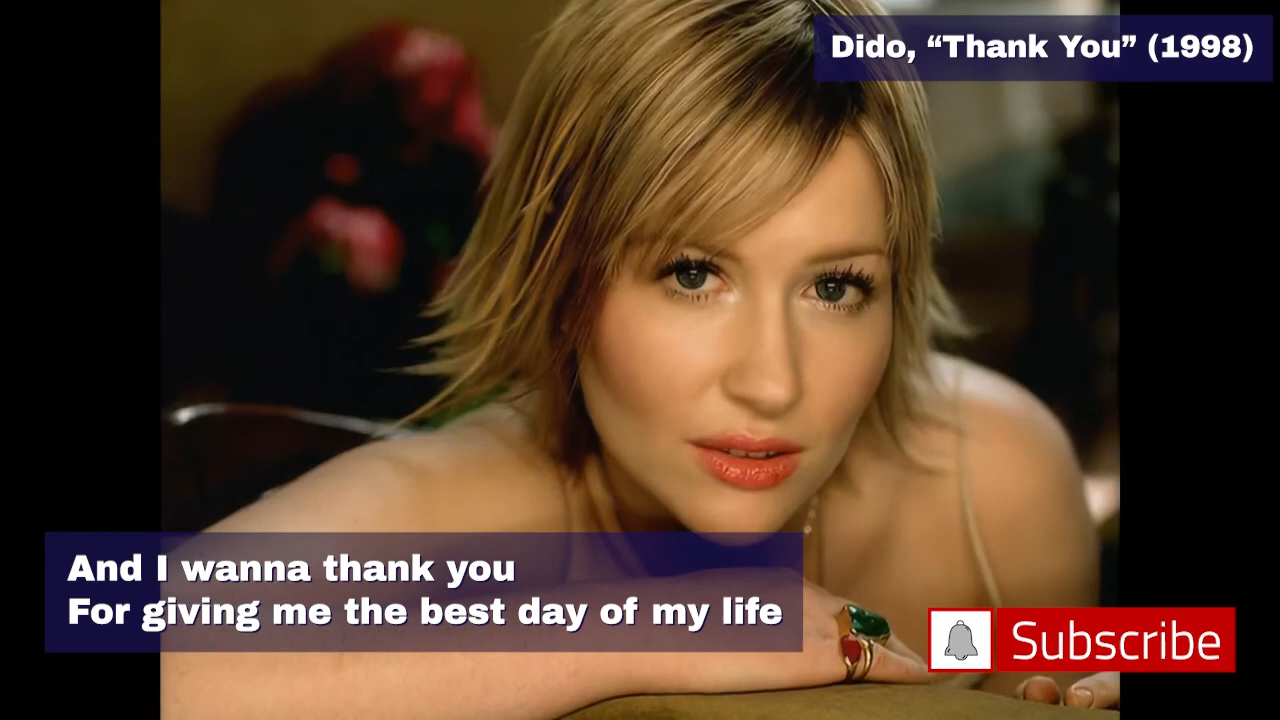 Dido, “Thank You” (1998)
And I wanna thank you
For giving me the best day of my life
Subscribe